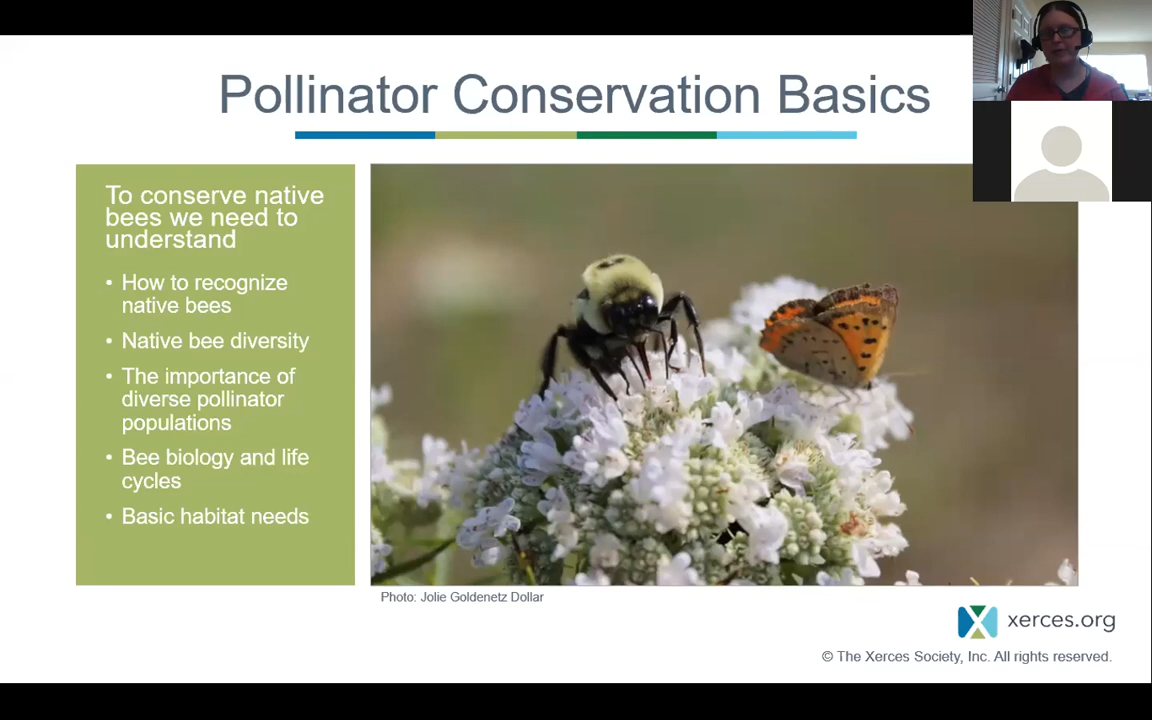 Pollinator Conservation Basics
To conserve native
bees we need to
understand
• How to recognize
native bees
• Native bee diversity
• The importance of
diverse pollinator
populations
• Bee biology and life
cycles
• Basic habitat needs
Photo: Jolie Goldenetz Dollar
xerces.org
© The Xerces Society, Inc. All rights reserved.